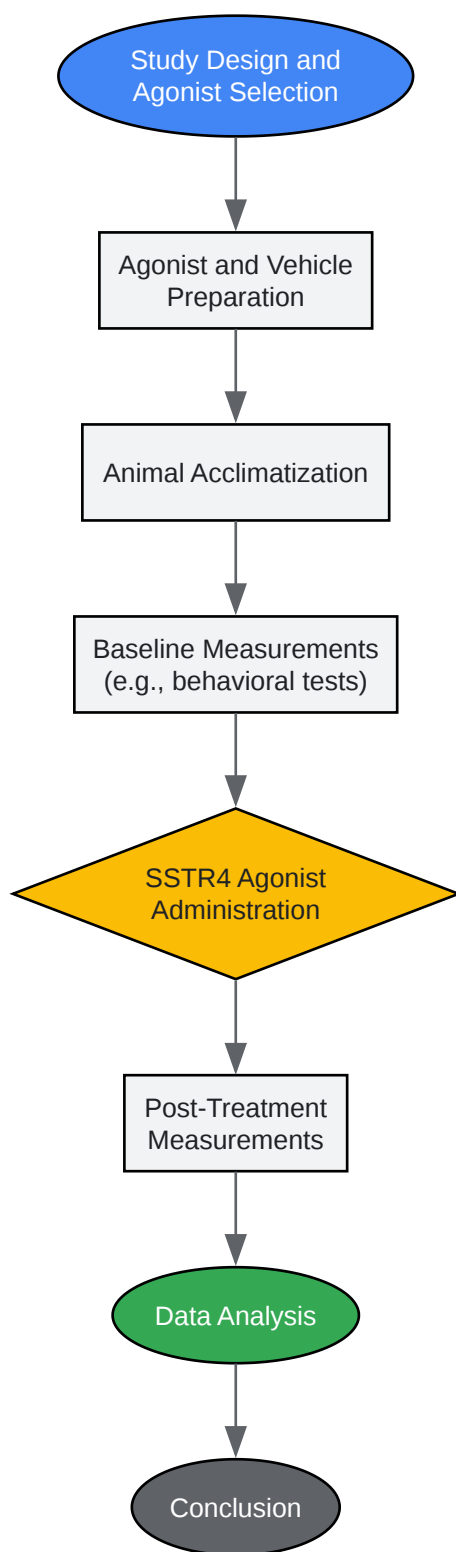 Study Design and
Agonist Selection
Agonist and Vehicle
Preparation
Animal Acclimatization
Baseline Measurements
(e.g., behavioral tests)
SSTR4 Agonist
Administration
Post-Treatment
Measurements
Data Analysis
Conclusion